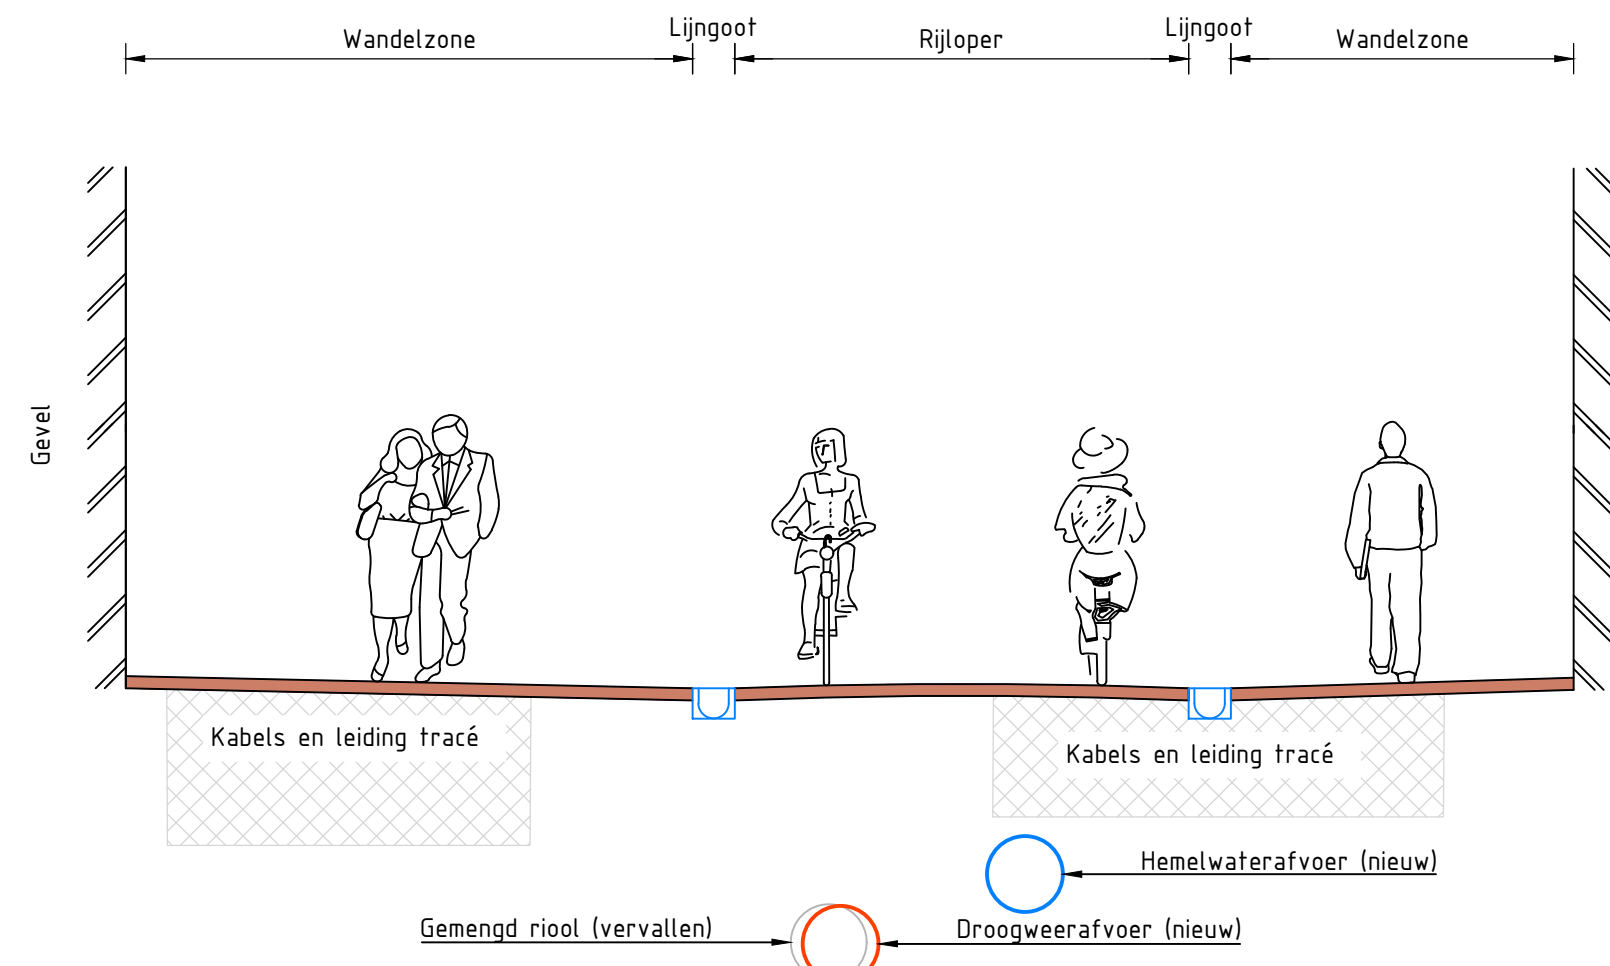 Wandelzone
Lijngoot
Rijloper
Lijngoot
Wandelzone
Gevel
Kabels en leiding tracé
Kabels en leiding tracé
Hemelwaterafvoer (nieuw)
Gemengd riool (vervallen)
Droogweerafvoer (nieuw)